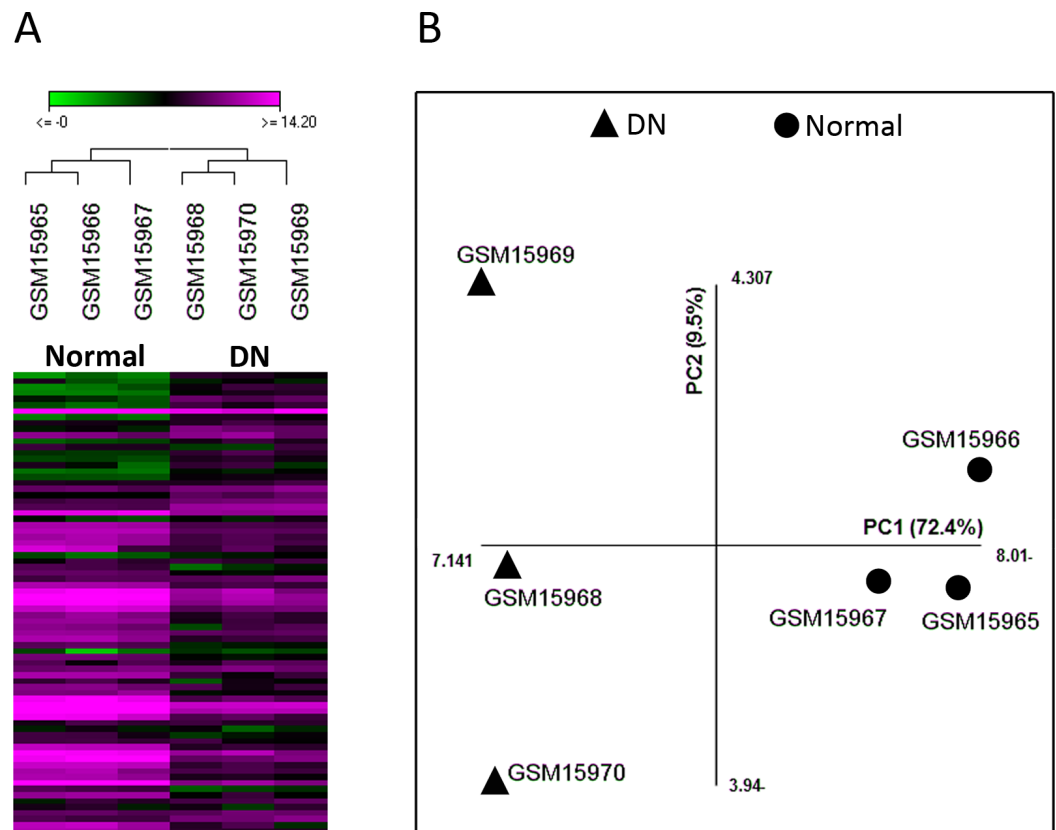 A
B
<= -0
>= 14.20
GSM15965
GSM15966
GSM15967
GSM15968
GSM15970
GSM15969
Normal
DN
DN
Normal
GSM15969
4.307
PC2 (9.5%)
GSM15966
PC1 (72.4%)
7.141
8.01-
GSM15968
GSM15967
GSM15965
GSM15970
3.94-